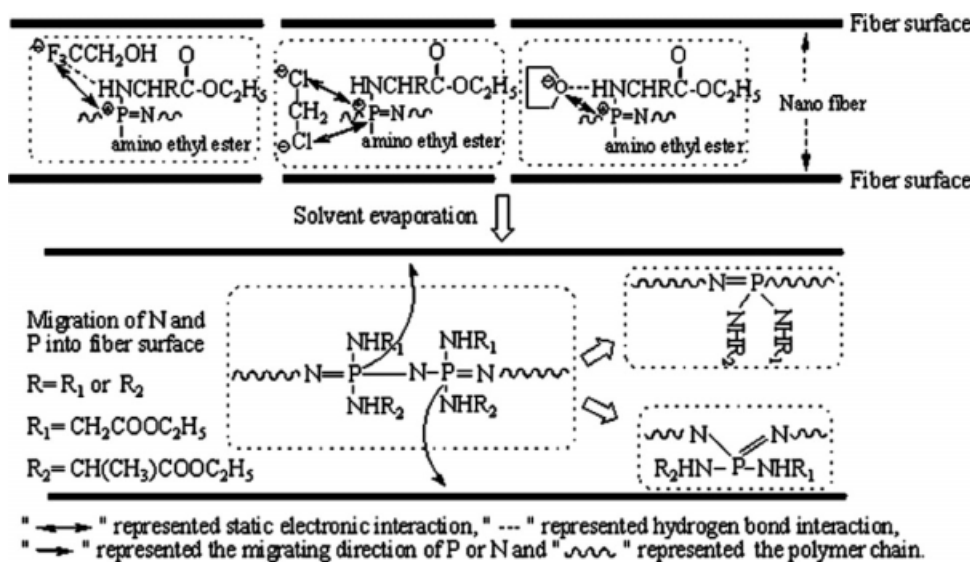 Fiber surface
⊖
F₃CCH₂OH
O
HNCHRC
O-OC₂H₅
⊕
P=N
amino ethyl ester
⊖
Cl
CH₂
⊖
Cl
O
HNCHRC
O-OC₂H₅
⊕
P=N
amino ethyl ester
⊖
O
O
HNCHRC
O-OC₂H₅
⊕
P=N
amino ethyl ester
Nano fiber
Fiber surface
Solvent evaporation
Migration of N and
P into fiber surface
R=R₁ or R₂
R₁=CH₂COOC₂H₅
R₂=CH(CH₃)COOC₂H₅
NHR₁ NHR₁
N=P N-P=N
NHR₂ NHR₂
N=P
NHR₂ NHR₁
N N
R₂HN-P-NHR₁
" ⟷ " represented static electronic interaction, " --- " represented hydrogen bond interaction,
" ⟶ " represented the migrating direction of P or N and " 〰 " represented the polymer chain.